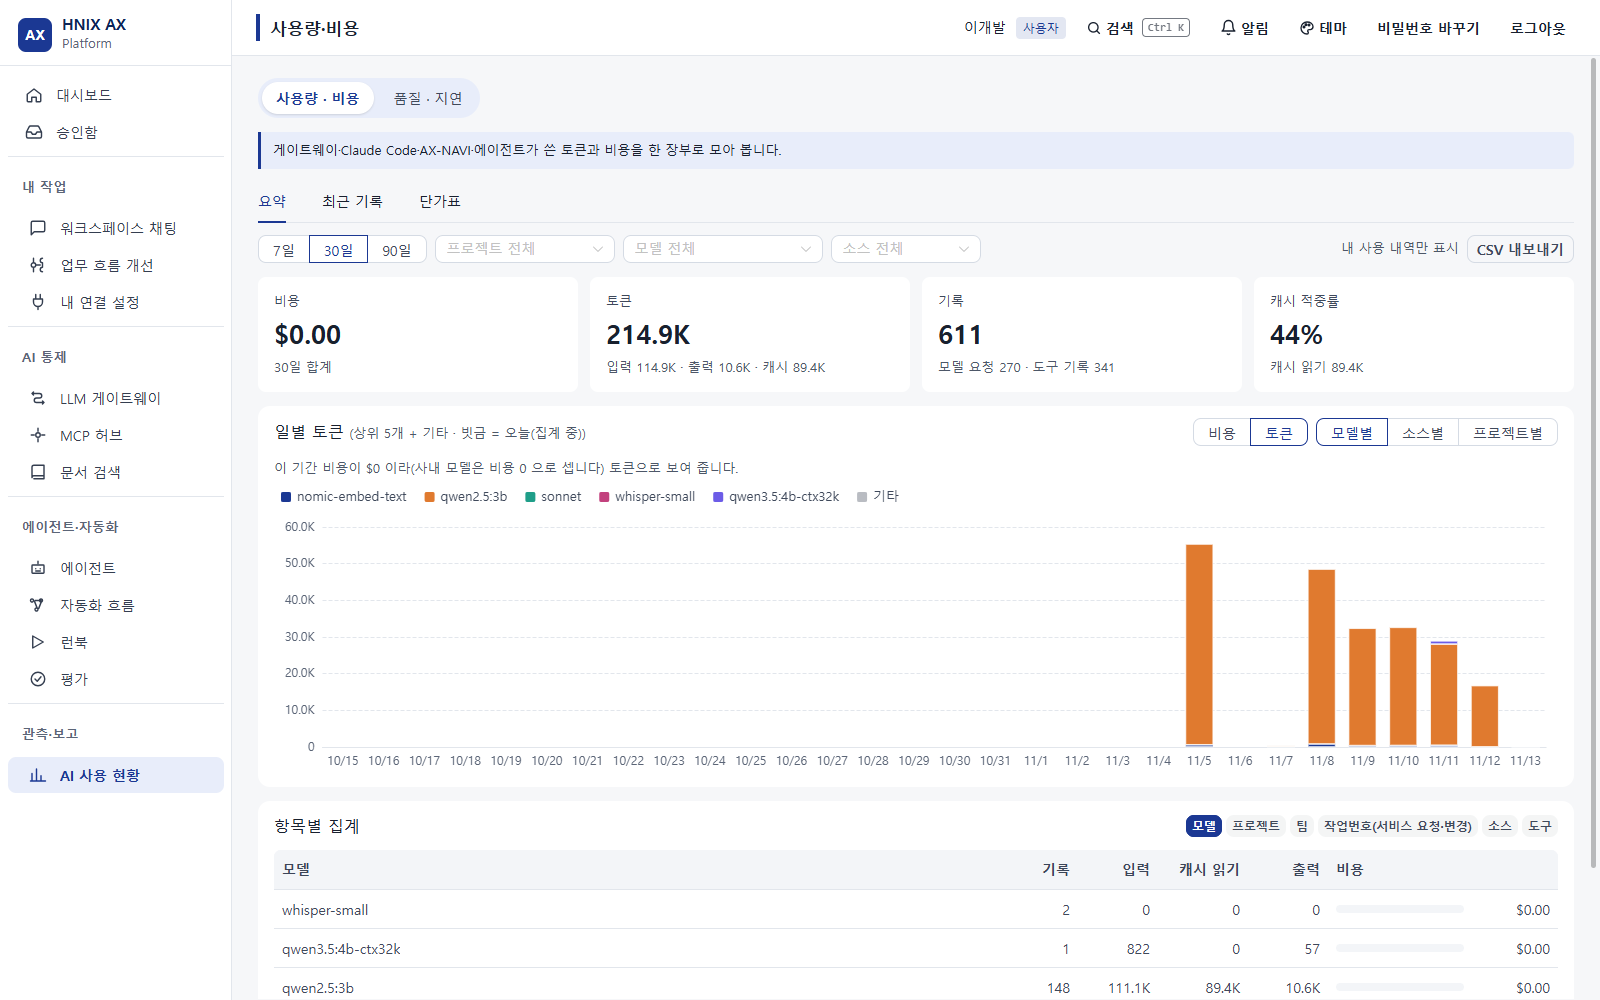 AX
HNIX AX
Platform
대시보드
승인함
내 작업
워크스페이스 채팅
업무 흐름 개선
내 연결 설정
AI 통제
LLM 게이트웨이
MCP 허브
문서 검색
에이전트·자동화
에이전트
자동화 흐름
런북
평가
관측·보고
AI 사용 현황
사용량·비용
이개발 사용자 검색 Ctrl K 알림 테마 비밀번호 바꾸기 로그아웃
사용량 · 비용 품질 · 지연
게이트웨이·Claude Code·AX-NAVI·에이전트가 쓴 토큰과 비용을 한 장부로 모아 봅니다.
요약 최근 기록 단가표
7일 30일 90일 프로젝트 전체 모델 전체 소스 전체 내 사용 내역만 표시 CSV 내보내기
비용
$0.00
30일 합계
토큰
214.9K
입력 114.9K · 출력 10.6K · 캐시 89.4K
기록
611
모델 요청 270 · 도구 기록 341
캐시 적중률
44%
캐시 읽기 89.4K
일별 토큰 (상위 5개 + 기타 · 빗금 = 오늘(집계 중)) 비용 토큰 모델별 소스별 프로젝트별
이 기간 비용이 $0 이라(사내 모델은 비용 0 으로 셉니다) 토큰으로 보여 줍니다.
nomic-embed-text qwen2.5:3b sonnet whisper-small qwen3.5:4b-ctx32k 기타
60.0K
50.0K
40.0K
30.0K
20.0K
10.0K
0
10/15 10/16 10/17 10/18 10/19 10/20 10/21 10/22 10/23 10/24 10/25 10/26 10/27 10/28 10/29 10/30 10/31 11/1 11/2 11/3 11/4 11/5 11/6 11/7 11/8 11/9 11/10 11/11 11/12 11/13
항목별 집계 모델 프로젝트 팀 작업번호(서비스 요청·변경) 소스 도구
모델 기록 입력 캐시 읽기 출력 비용
whisper-small 2 0 0 0 $0.00
qwen3.5:4b-ctx32k 1 822 0 57 $0.00
qwen2.5:3b 148 111.1K 89.4K 10.6K $0.00